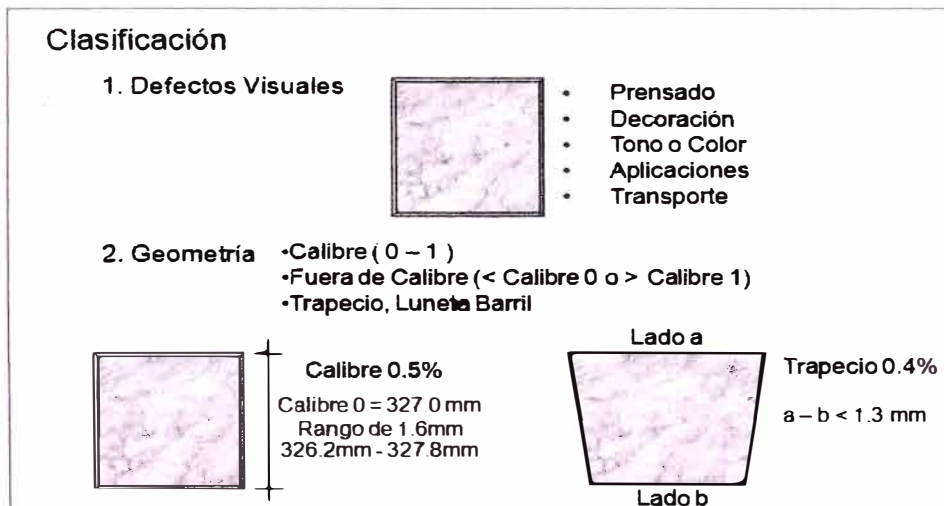 Clasificación
1. Defectos Visuales
• Prensado
• Decoración
• Tono o Color
• Aplicaciones
• Transporte
2. Geometría
•Calibre ( 0 – 1 )
•Fuera de Calibre (< Calibre 0 o > Calibre 1)
•Trapecio, Luneta Barril
Calibre 0.5%
Calibre 0 = 327.0 mm
Rango de 1.6mm
326.2mm - 327.8mm
Lado a
Trapecio 0.4%
a – b < 1.3 mm
Lado b